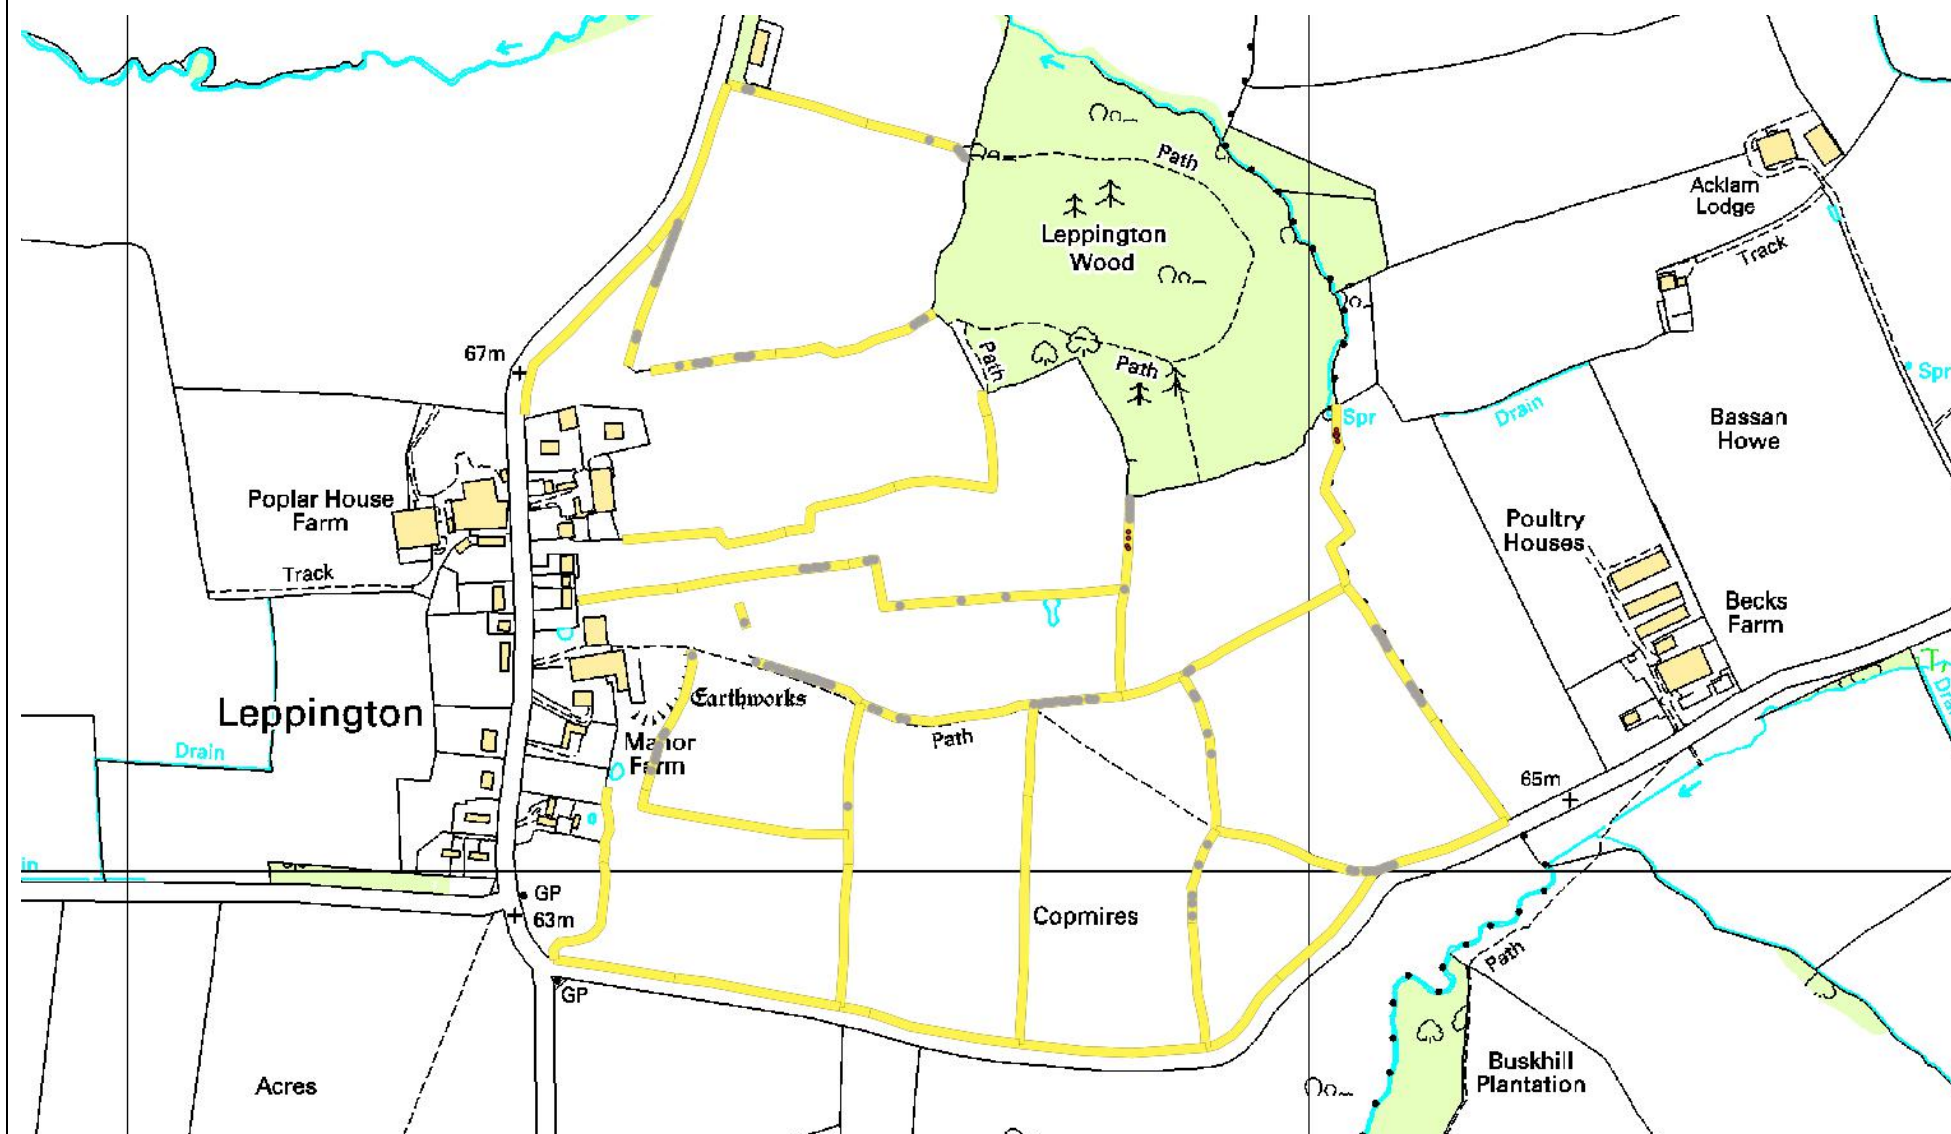 Path
Acklam
Lodge
Leppington
Wood
Track
67m
Path
Path
Spr
Spr
Drain
Bassan
Howe
Poplar House
Farm
Poultry
Houses
Track
Becks
Farm
Earthworks
Leppington
Manor
Farm
Path
Drain
65m
in
GP
63m
Copmires
Path
GP
Acres
Buskhill
Plantation